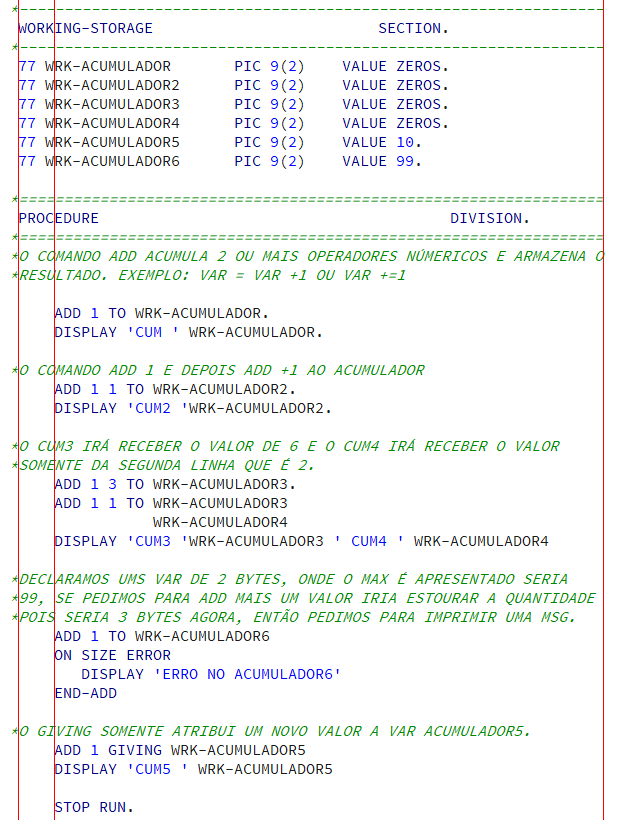 *-----------------------------------------------------------------
WORKING-STORAGE                         SECTION.
*-----------------------------------------------------------------
77 WRK-ACUMULADOR       PIC 9(2)    VALUE ZEROS.
77 WRK-ACUMULADOR2      PIC 9(2)    VALUE ZEROS.
77 WRK-ACUMULADOR3      PIC 9(2)    VALUE ZEROS.
77 WRK-ACUMULADOR4      PIC 9(2)    VALUE ZEROS.
77 WRK-ACUMULADOR5      PIC 9(2)    VALUE 10.
77 WRK-ACUMULADOR6      PIC 9(2)    VALUE 99.
*=================================================================
PROCEDURE                                       DIVISION.
*=================================================================
*O COMANDO ADD ACUMULA 2 OU MAIS OPERADORES NÚMERICOS E ARMAZENA O
*RESULTADO. EXEMPLO: VAR = VAR +1 OU VAR +=1
ADD 1 TO WRK-ACUMULADOR.
DISPLAY 'CUM ' WRK-ACUMULADOR.
*O COMANDO ADD 1 E DEPOIS ADD +1 AO ACUMULADOR
ADD 1 1 TO WRK-ACUMULADOR2.
DISPLAY 'CUM2 'WRK-ACUMULADOR2.
*O CUM3 IRÁ RECEBER O VALOR DE 6 E O CUM4 IRÁ RECEBER O VALOR
*SOMENTE DA SEGUNDA LINHA QUE É 2.
ADD 1 3 TO WRK-ACUMULADOR3.
ADD 1 1 TO WRK-ACUMULADOR3
WRK-ACUMULADOR4
DISPLAY 'CUM3 'WRK-ACUMULADOR3 ' CUM4 ' WRK-ACUMULADOR4
*DECLARAMOS UMS VAR DE 2 BYTES, ONDE O MAX É APRESENTADO SERIA
*99, SE PEDIMOS PARA ADD MAIS UM VALOR IRIA ESTOURAR A QUANTIDADE
*POIS SERIA 3 BYTES AGORA, ENTÃO PEDIMOS PARA IMPRIMIR UMA MSG.
ADD 1 TO WRK-ACUMULADOR6
ON SIZE ERROR
DISPLAY 'ERRO NO ACUMULADOR6'
END-ADD
*O GIVING SOMENTE ATRIBUI UM NOVO VALOR A VAR ACUMULADOR5.
ADD 1 GIVING WRK-ACUMULADOR5
DISPLAY 'CUM5 ' WRK-ACUMULADOR5
STOP RUN.